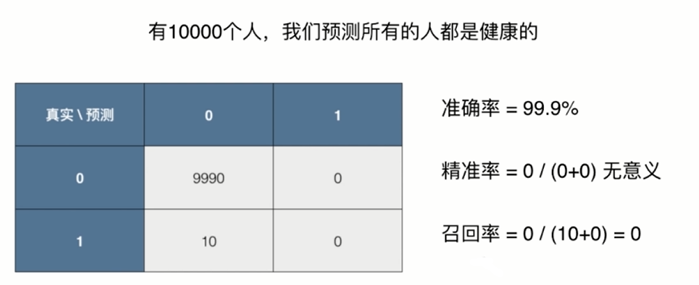 有10000个人，我们预测所有的人都是健康的
真实 \ 预测 0 1
0 9990 0
1 10 0
准确率 = 99.9%
精准率 = 0 / (0+0) 无意义
召回率 = 0 / (10+0) = 0